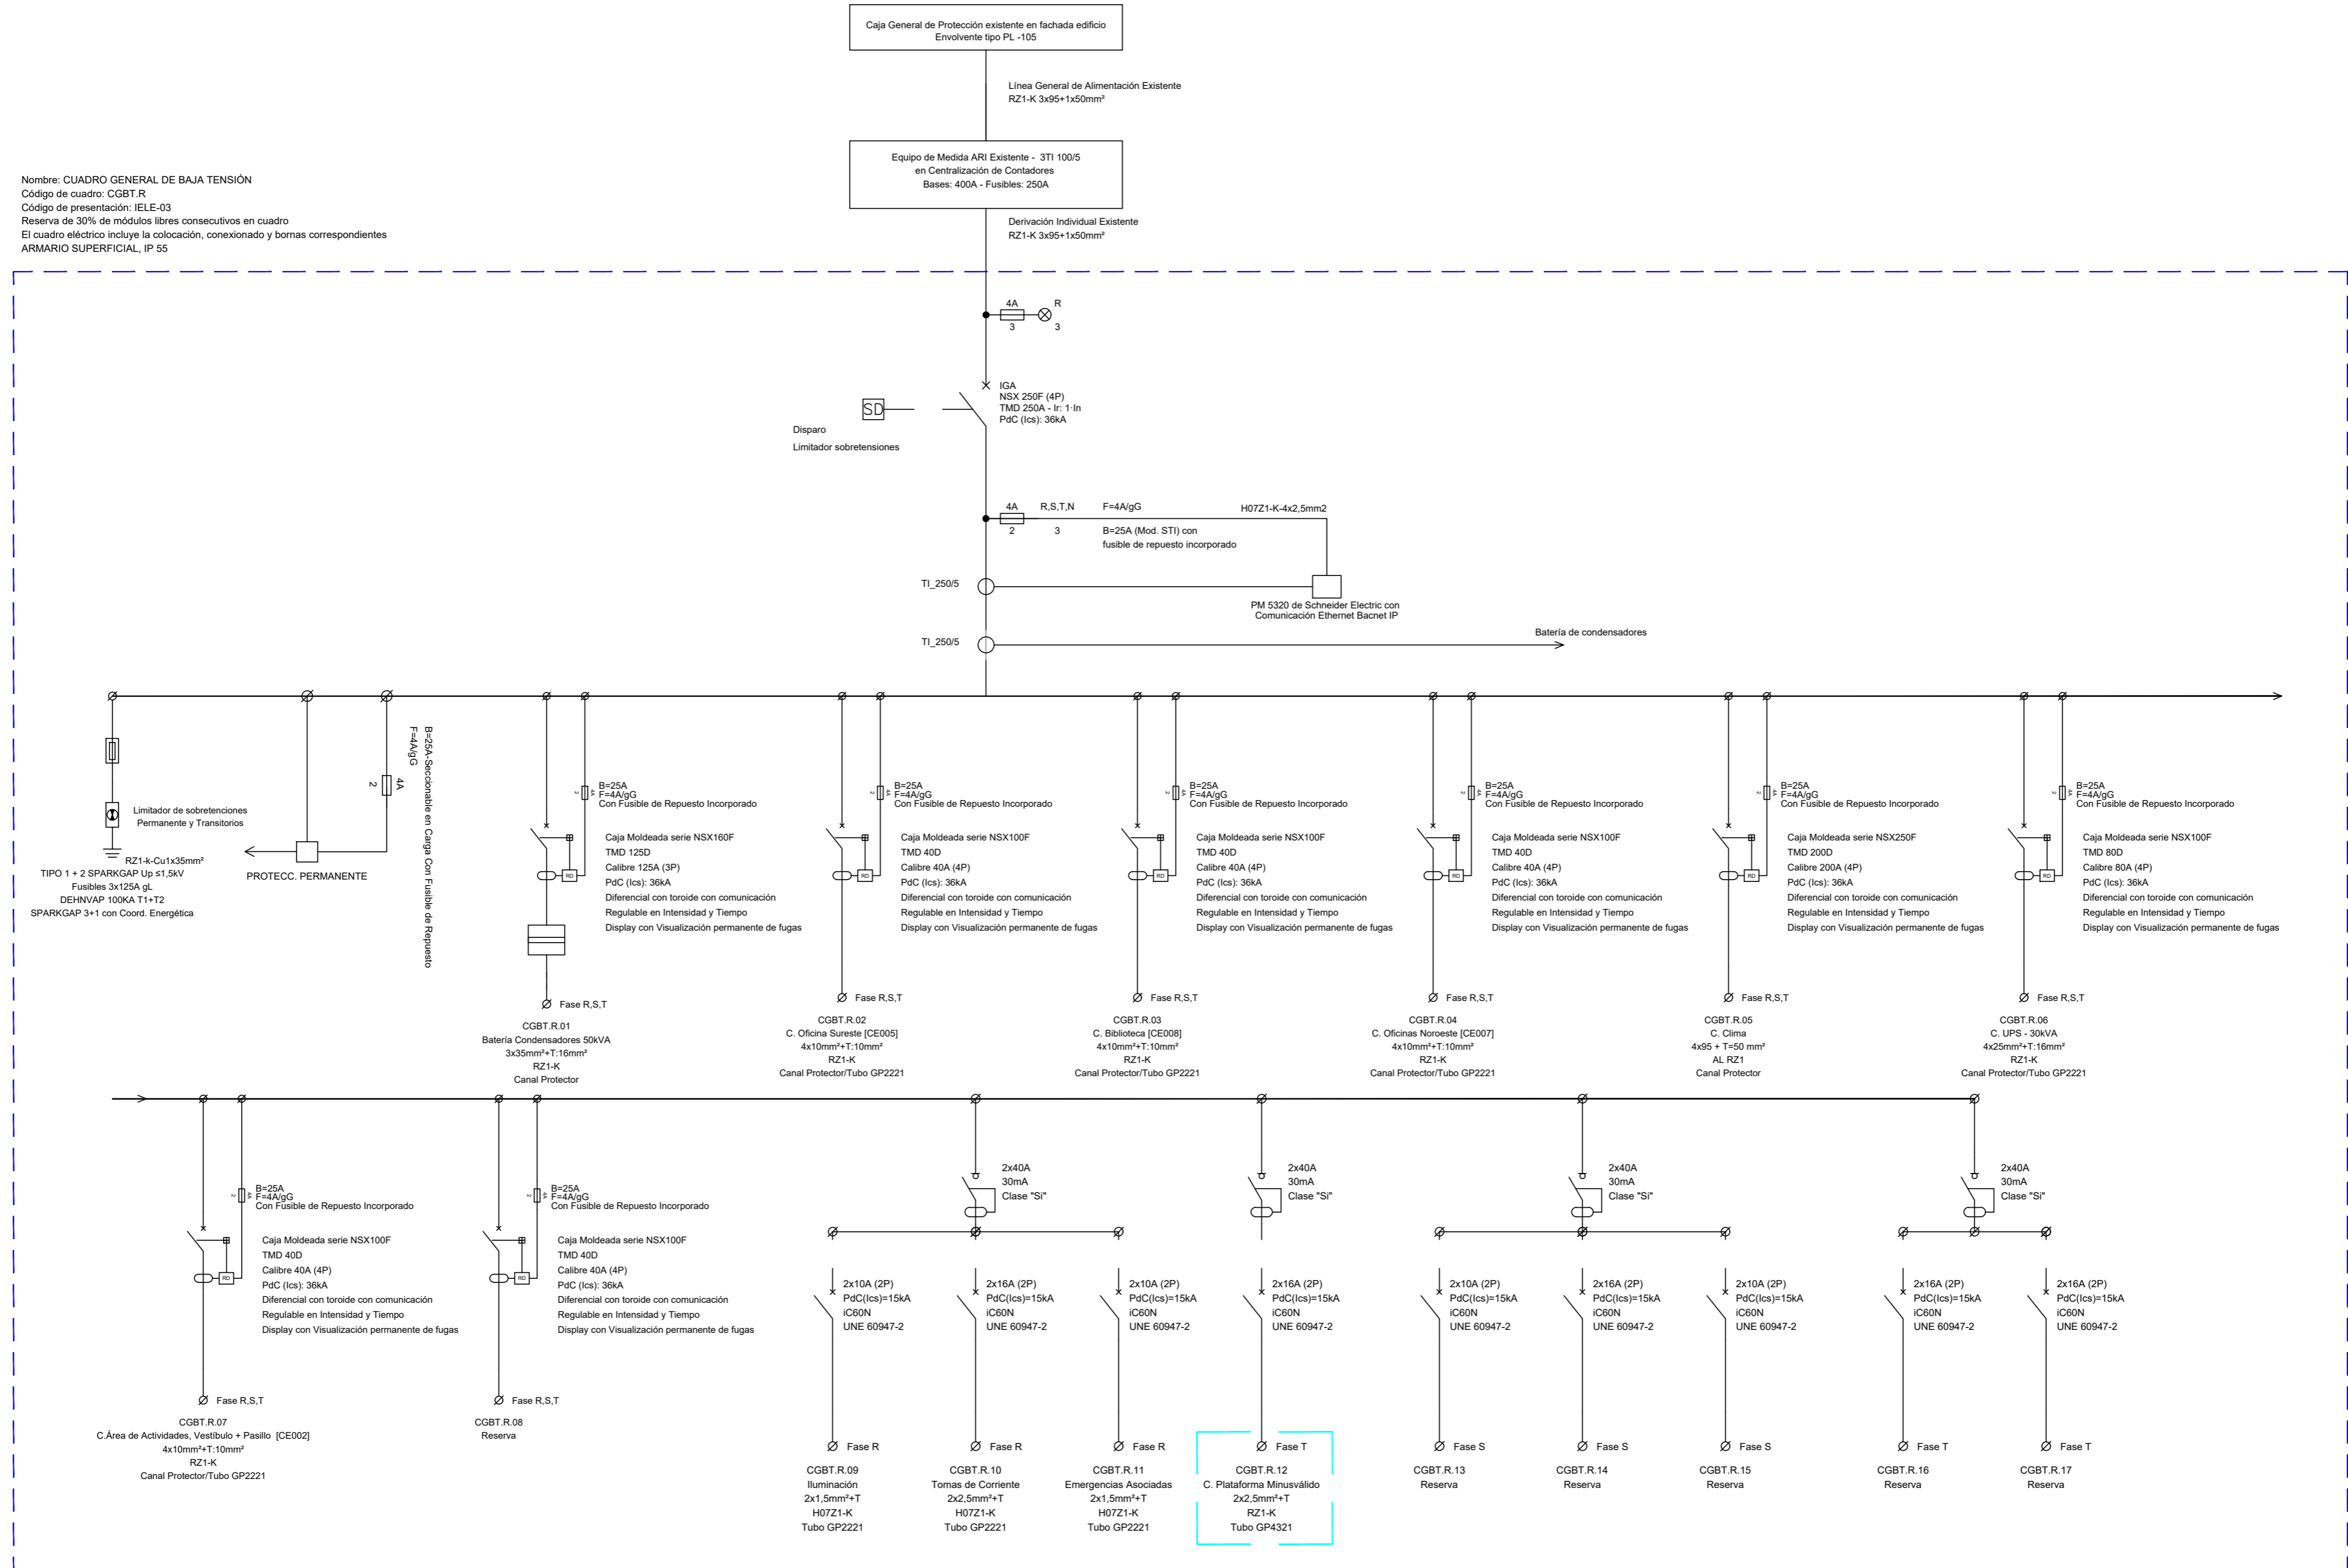 Caja General de Protección existente en fachada edificio
Envolvente tipo PL -105
Línea General de Alimentación Existente
RZ1-K 3x95+1x50mm²
Equipo de Medida ARI Existente - 3TI 100/5
en Centralización de Contadores
Bases: 400A - Fusibles: 250A
Derivación Individual Existente
RZ1-K 3x95+1x50mm²
Nombre: CUADRO GENERAL DE BAJA TENSIÓN
Código de cuadro: CGBT.R
Código de presentación: IELE-03
Reserva de 30% de módulos libres consecutivos en cuadro
El cuadro eléctrico incluye la colocación, conexionado y bornas correspondientes
ARMARIO SUPERFICIAL, IP 55
4A R
3 3
IGA
NSX 250F (4P)
TMD 250A - Ir: 1·In
PdC (Ics): 36kA
SD
Disparo
Limitador sobretensiones
4A R,S,T,N F=4A/gG H07Z1-K-4x2,5mm2
2 3 B=25A (Mod. STI) con
fusible de repuesto incorporado
TI_250/5
PM 5320 de Schneider Electric con
Comunicación Ethernet Bacnet IP
TI_250/5
Batería de condensadores
Limitador de sobretenciones
Permanente y Transitorios
RZ1-k-Cu1x35mm²
TIPO 1 + 2 SPARKGAP Up ≤1,5kV
Fusibles 3x125A gL
DEHNVAP 100KA T1+T2
SPARKGAP 3+1 con Coord. Energética
PROTECC. PERMANENTE
4A
2
B=25A-Seccionable en Carga Con Fusible de Repuesto
F=4A/gG
4A
2
B=25A
F=4A/gG
Con Fusible de Repuesto Incorporado
Caja Moldeada serie NSX160F
TMD 125D
Calibre 125A (3P)
PdC (Ics): 36kA
Diferencial con toroide con comunicación
Regulable en Intensidad y Tiempo
Display con Visualización permanente de fugas
RD
Fase R,S,T
CGBT.R.01
Batería Condensadores 50kVA
3x35mm²+T:16mm²
RZ1-K
Canal Protector
4A
2
B=25A
F=4A/gG
Con Fusible de Repuesto Incorporado
Caja Moldeada serie NSX100F
TMD 40D
Calibre 40A (4P)
PdC (Ics): 36kA
Diferencial con toroide con comunicación
Regulable en Intensidad y Tiempo
Display con Visualización permanente de fugas
RD
Fase R,S,T
CGBT.R.02
C. Oficina Sureste [CE005]
4x10mm²+T:10mm²
RZ1-K
Canal Protector/Tubo GP2221
4A
2
B=25A
F=4A/gG
Con Fusible de Repuesto Incorporado
Caja Moldeada serie NSX100F
TMD 40D
Calibre 40A (4P)
PdC (Ics): 36kA
Diferencial con toroide con comunicación
Regulable en Intensidad y Tiempo
Display con Visualización permanente de fugas
RD
Fase R,S,T
CGBT.R.03
C. Biblioteca [CE008]
4x10mm²+T:10mm²
RZ1-K
Canal Protector/Tubo GP2221
4A
2
B=25A
F=4A/gG
Con Fusible de Repuesto Incorporado
Caja Moldeada serie NSX100F
TMD 40D
Calibre 40A (4P)
PdC (Ics): 36kA
Diferencial con toroide con comunicación
Regulable en Intensidad y Tiempo
Display con Visualización permanente de fugas
RD
Fase R,S,T
CGBT.R.04
C. Oficinas Noroeste [CE007]
4x10mm²+T:10mm²
RZ1-K
Canal Protector/Tubo GP2221
4A
2
B=25A
F=4A/gG
Con Fusible de Repuesto Incorporado
Caja Moldeada serie NSX250F
TMD 200D
Calibre 200A (4P)
PdC (Ics): 36kA
Diferencial con toroide con comunicación
Regulable en Intensidad y Tiempo
Display con Visualización permanente de fugas
RD
Fase R,S,T
CGBT.R.05
C. Clima
4x95 + T=50 mm²
AL RZ1
Canal Protector
4A
2
B=25A
F=4A/gG
Con Fusible de Repuesto Incorporado
Caja Moldeada serie NSX100F
TMD 80D
Calibre 80A (4P)
PdC (Ics): 36kA
Diferencial con toroide con comunicación
Regulable en Intensidad y Tiempo
Display con Visualización permanente de fugas
RD
Fase R,S,T
CGBT.R.06
C. UPS - 30kVA
4x25mm²+T:16mm²
RZ1-K
Canal Protector/Tubo GP2221
4A
2
B=25A
F=4A/gG
Con Fusible de Repuesto Incorporado
Caja Moldeada serie NSX100F
TMD 40D
Calibre 40A (4P)
PdC (Ics): 36kA
Diferencial con toroide con comunicación
Regulable en Intensidad y Tiempo
Display con Visualización permanente de fugas
RD
Fase R,S,T
CGBT.R.07
C.Área de Actividades, Vestíbulo + Pasillo [CE002]
4x10mm²+T:10mm²
RZ1-K
Canal Protector/Tubo GP2221
4A
2
B=25A
F=4A/gG
Con Fusible de Repuesto Incorporado
Caja Moldeada serie NSX100F
TMD 40D
Calibre 40A (4P)
PdC (Ics): 36kA
Diferencial con toroide con comunicación
Regulable en Intensidad y Tiempo
Display con Visualización permanente de fugas
RD
Fase R,S,T
CGBT.R.08
Reserva
2x40A
30mA
Clase "Si"
2x10A (2P)
PdC(Ics)=15kA
iC60N
UNE 60947-2
Fase R
CGBT.R.09
Iluminación
2x1,5mm²+T
H07Z1-K
Tubo GP2221
2x16A (2P)
PdC(Ics)=15kA
iC60N
UNE 60947-2
Fase R
CGBT.R.10
Tomas de Corriente
2x2,5mm²+T
H07Z1-K
Tubo GP2221
2x10A (2P)
PdC(Ics)=15kA
iC60N
UNE 60947-2
Fase R
CGBT.R.11
Emergencias Asociadas
2x1,5mm²+T
H07Z1-K
Tubo GP2221
2x40A
30mA
Clase "Si"
2x16A (2P)
PdC(Ics)=15kA
iC60N
UNE 60947-2
Fase T
CGBT.R.12
C. Plataforma Minusválido
2x2,5mm²+T
RZ1-K
Tubo GP4321
2x40A
30mA
Clase "Si"
2x10A (2P)
PdC(Ics)=15kA
iC60N
UNE 60947-2
Fase S
CGBT.R.13
Reserva
2x16A (2P)
PdC(Ics)=15kA
iC60N
UNE 60947-2
Fase S
CGBT.R.14
Reserva
2x10A (2P)
PdC(Ics)=15kA
iC60N
UNE 60947-2
Fase S
CGBT.R.15
Reserva
2x40A
30mA
Clase "Si"
2x16A (2P)
PdC(Ics)=15kA
iC60N
UNE 60947-2
Fase T
CGBT.R.16
Reserva
2x16A (2P)
PdC(Ics)=15kA
iC60N
UNE 60947-2
Fase T
CGBT.R.17
Reserva